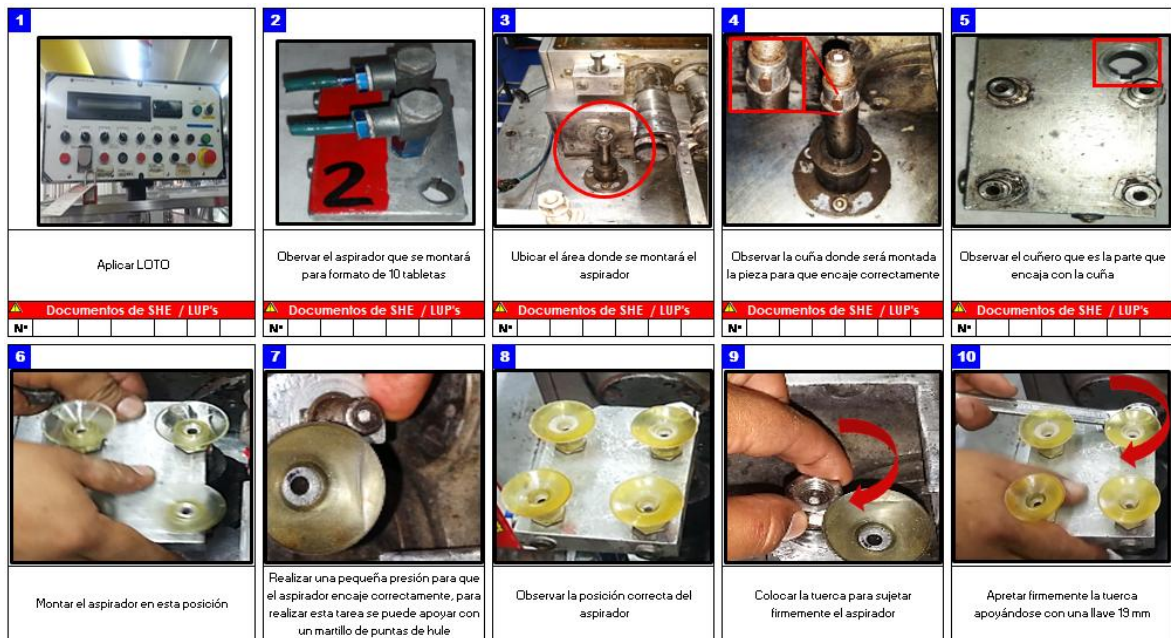 1
2
3
4
5
2
Aplicar LOTO
Obervar el aspirador que se montará
para formato de 10 tabletas
Ubicar el área donde se montará el
aspirador
Observar la cuña donde será montada
la pieza para que encaje correctamente
Observar el cuñero que es la parte que
encaja con la cuña
Documentos de SHE / LUP's
Documentos de SHE / LUP's
Documentos de SHE / LUP's
Documentos de SHE / LUP's
Documentos de SHE / LUP's
Nº
Nº
Nº
Nº
Nº
6
7
8
9
10
Montar el aspirador en esta posición
Realizar una pequeña presión para que
el aspirador encaje correctamente, para
realizar esta tarea se puede apoyar con
un martillo de puntas de hule
Observar la posición correcta del
aspirador
Colocar la tuerca para sujetar
firmemente el aspirador
Apretar firmemente la tuerca
apoyándose con una llave 19 mm